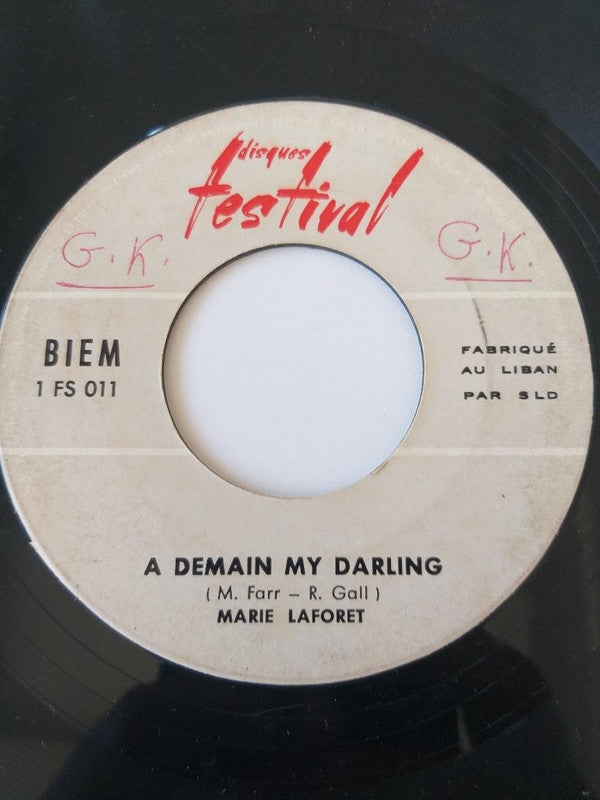 disques
festival
G.K.
G.K.
BIEM
1 FS 011
FABRIQUÉ
AU LIBAN
PAR SLD
A DEMAIN MY DARLING
( M. Farr – R. Gall )
MARIE LAFORET